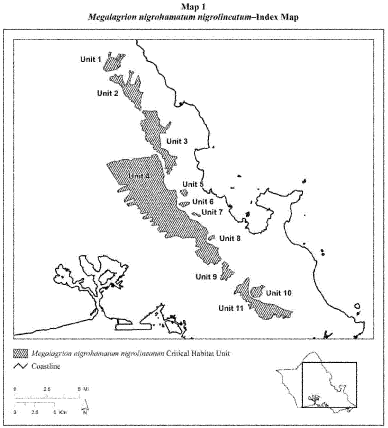 Map 1
Megalagrion nigrohamatum nigrolineatum–Index Map
Unit 1
Unit 2
Unit 3
Unit 4
Unit 5
Unit 6
Unit 7
Unit 8
Unit 9
Unit 10
Unit 11
Megalagrion nigrohamatum nigrolineatum Critical Habitat Unit
Coastline
0 2.5 5 Mi
0 2.5 5 Km
N